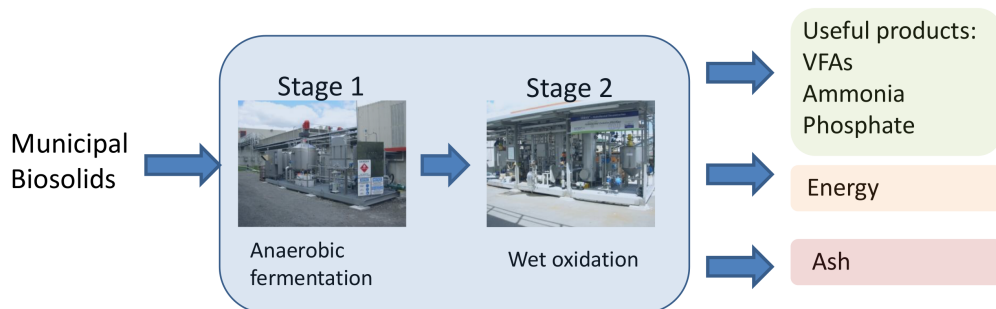 Municipal
Biosolids
Stage 1
Anaerobic
fermentation
Stage 2
Wet oxidation
Useful products:
VFAs
Ammonia
Phosphate
Energy
Ash